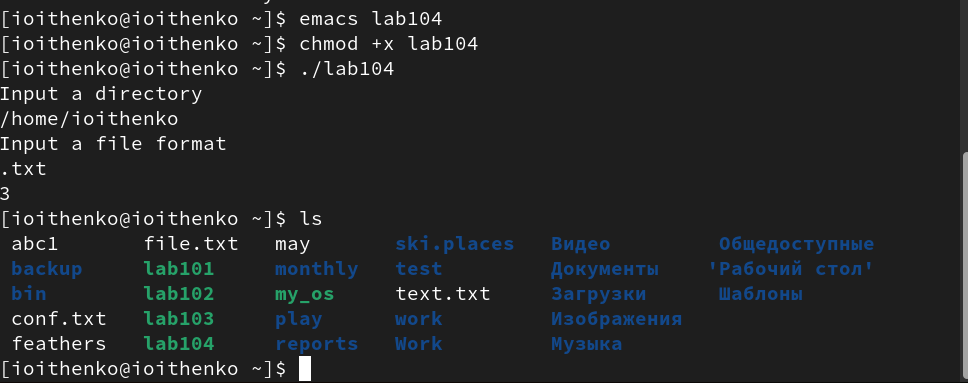 [ioithenko@ioithenko ~]$ emacs lab104
[ioithenko@ioithenko ~]$ chmod +x lab104
[ioithenko@ioithenko ~]$ ./lab104
Input a directory
/home/ioithenko
Input a file format
.txt
3
[ioithenko@ioithenko ~]$ ls
abc1 file.txt may ski.places Видео Общедоступные
backup lab101 monthly test Документы 'Рабочий стол'
bin lab102 my_os text.txt Загрузки Шаблоны
conf.txt lab103 play work Изображения
feathers lab104 reports Work Музыка
[ioithenko@ioithenko ~]$